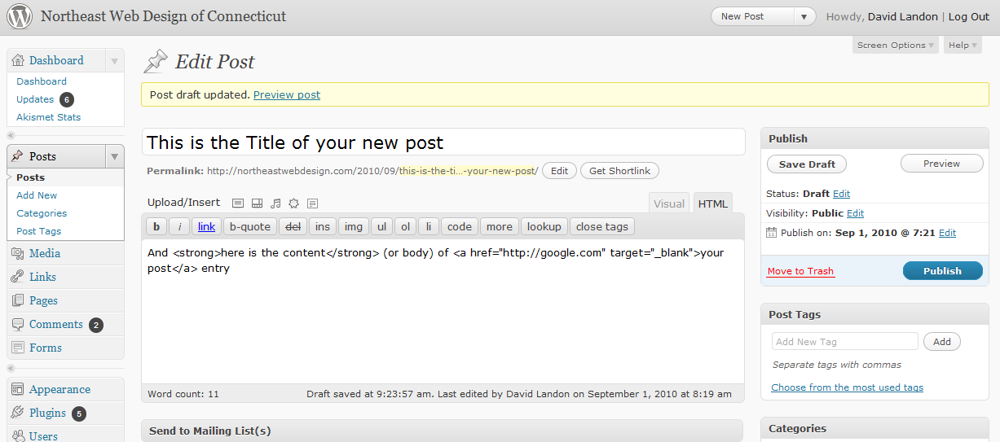 Northeast Web Design of Connecticut
New Post
Howdy, David Landon | Log Out
Screen Options
Help
Dashboard
Dashboard
Updates 6
Akismet Stats
Posts
Posts
Add New
Categories
Post Tags
Media
Links
Pages
Comments 2
Forms
Appearance
Plugins 5
Users
Edit Post
Post draft updated. Preview post
This is the Title of your new post
Permalink: http://northeastwebdesign.com/2010/09/this-is-the-ti…-your-new-post/ Edit Get Shortlink
Upload/Insert
Visual HTML
b i link b-quote del ins img ul ol li code more lookup close tags
And <strong>here is the content</strong> (or body) of <a href="http://google.com" target="_blank">your
post</a> entry
Word count: 11 Draft saved at 9:23:57 am. Last edited by David Landon on September 1, 2010 at 8:19 am
Send to Mailing List(s)
Publish
Save Draft Preview
Status: Draft Edit
Visibility: Public Edit
Publish on: Sep 1, 2010 @ 7:21 Edit
Move to Trash Publish
Post Tags
Add New Tag Add
Separate tags with commas
Choose from the most used tags
Categories